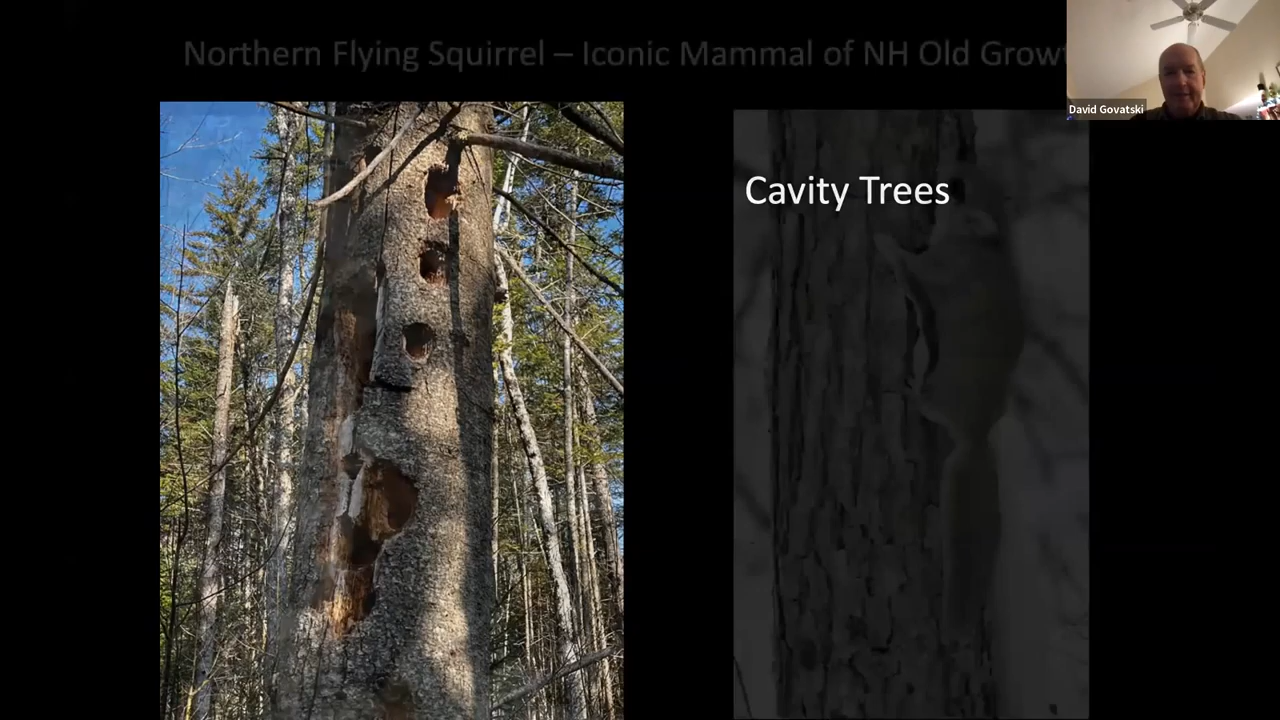 Northern Flying Squirrel – Iconic Mammal of NH Old Growt
David Govatski
Cavity Trees